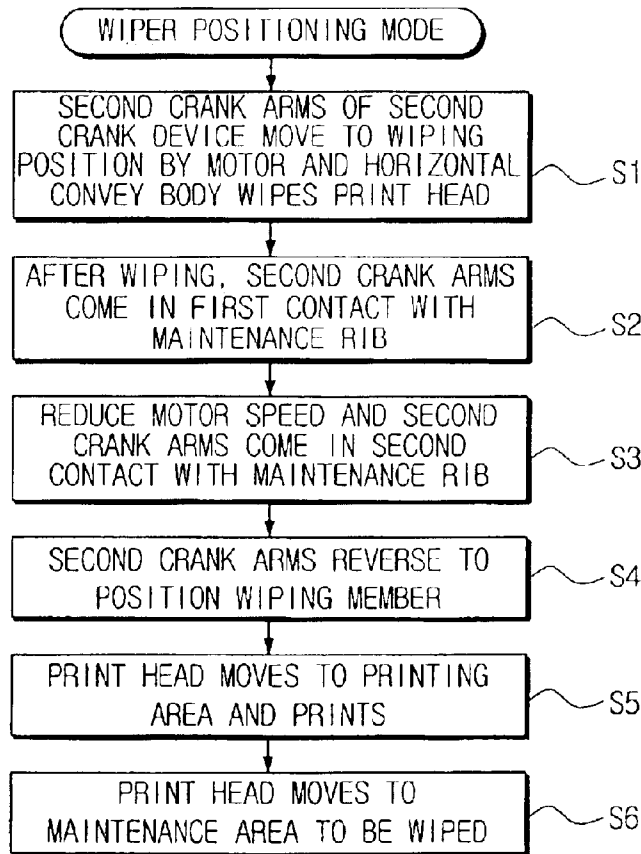 WIPER POSITIONING MODE
SECOND CRANK ARMS OF SECOND
CRANK DEVICE MOVE TO WIPING
POSITION BY MOTOR AND HORIZONTAL
CONVEY BODY WIPES PRINT HEAD
S1
AFTER WIPING, SECOND CRANK ARMS
COME IN FIRST CONTACT WITH
MAINTENANCE RIB
S2
REDUCE MOTOR SPEED AND SECOND
CRANK ARMS COME IN SECOND
CONTACT WITH MAINTENANCE RIB
S3
SECOND CRANK ARMS REVERSE TO
POSITION WIPING MEMBER
S4
PRINT HEAD MOVES TO PRINTING
AREA AND PRINTS
S5
PRINT HEAD MOVES TO
MAINTENANCE AREA TO BE WIPED
S6